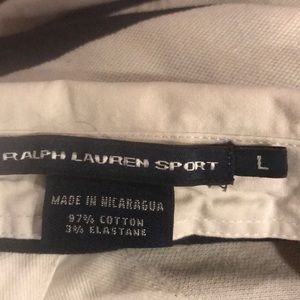 RALPH LAUREN SPORT
L
MADE IN NICARAGUA
97% COTTON
3% ELASTANE